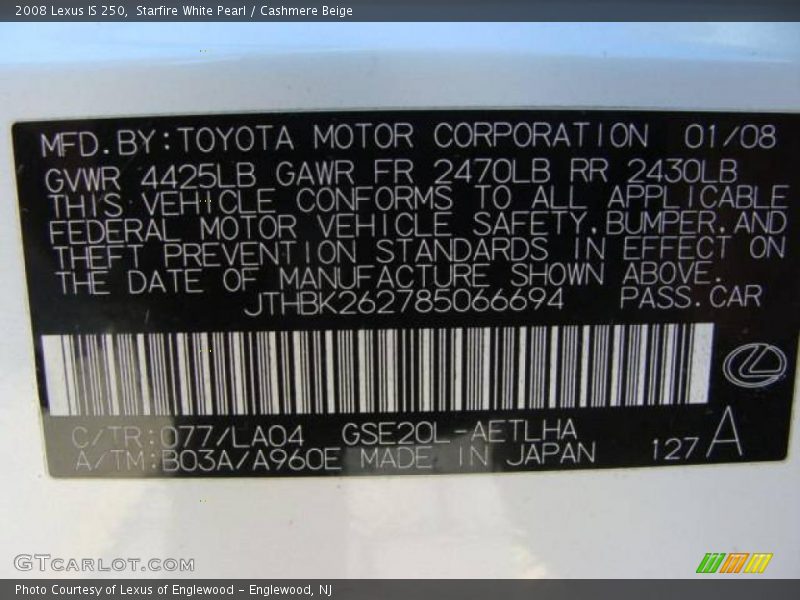 2008 Lexus IS 250,  Starfire White Pearl / Cashmere Beige
MFD. BY: TOYOTA MOTOR CORPORATION 01/08
GVWR 4425LB GAWR FR 2470LB RR 2430LB
THIS VEHICLE CONFORMS TO ALL APPLICABLE
FEDERAL MOTOR VEHICLE SAFETY, BUMPER, AND
THEFT PREVENTION STANDARDS IN EFFECT ON
THE DATE OF MANUFACTURE SHOWN ABOVE.
JTHBK262785066694 PASS. CAR
C/TR: 077/LA04 GSE20L-AETLHA
A/TM: B03A/A960E MADE IN JAPAN 127 A
GTCARLOT.COM
Photo Courtesy of Lexus of Englewood – Englewood, NJ